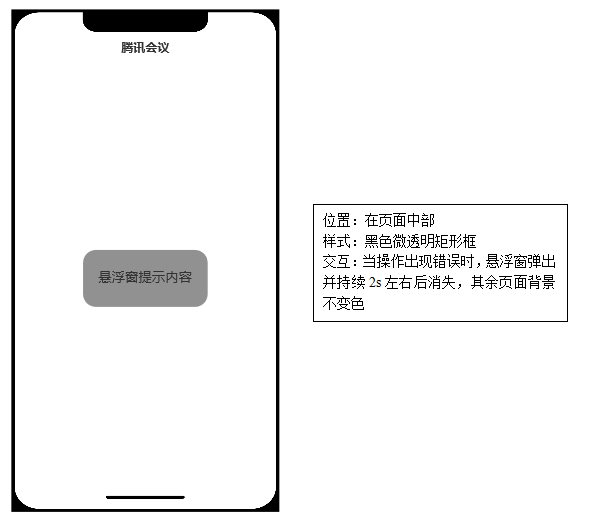 腾讯会议
悬浮窗提示内容
位置：在页面中部
样式：黑色微透明矩形框
交互：当操作出现错误时，悬浮窗弹出
并持续 2s 左右后消失，其余页面背景
不变色